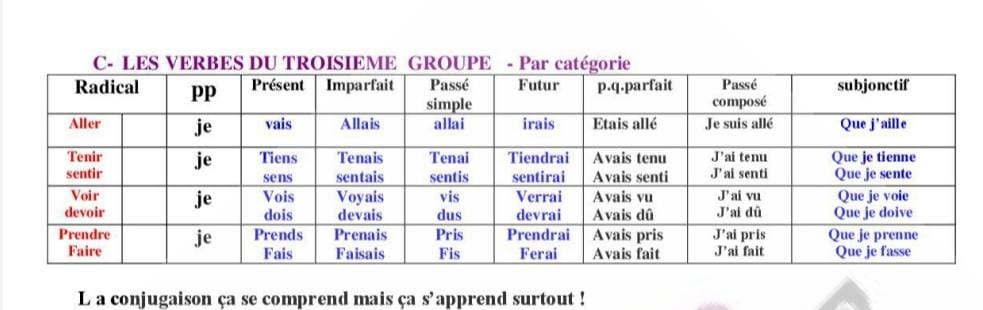 C- LES VERBES DU TROISIEME GROUPE - Par catégorie
Radical pp Présent Imparfait Passé simple Futur p.q.parfait Passé composé subjonctif
Aller je vais Allais allai irais Etais allé Je suis allé Que j'aille
Tenir je Tiens Tenais Tenai Tiendrai Avais tenu J'ai tenu Que je tienne
sentir sens sentais sentis sentirai Avais senti J'ai senti Que je sente
Voir je Vois Voyais vis Verrai Avais vu J'ai vu Que je voie
devoir dois devais dus devrai Avais dû J'ai dû Que je doive
Prendre je Prends Prenais Pris Prendrai Avais pris J'ai pris Que je prenne
Faire Fais Faisais Fis Ferai Avais fait J'ai fait Que je fasse
L a conjugaison ça se comprend mais ça s'apprend surtout !